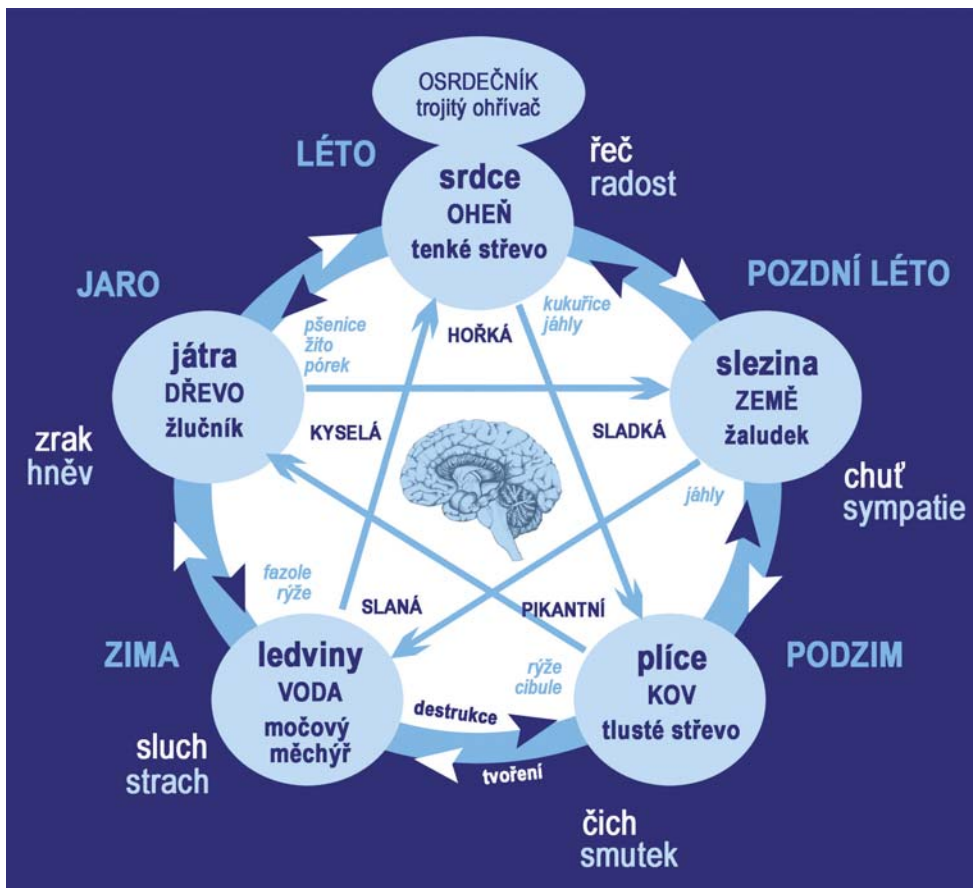 OSRDEČNÍK
trojitý ohřívač
LÉTO
srdce
OHEŇ
tenké střevo
řeč
radost
JARO
POZDNÍ LÉTO
pšenice
žito
pórek
HOŘKÁ
kukuřice
jáhly
játra
DŘEVO
žlučník
slezina
ZEMĚ
žaludek
KYSELÁ
SLADKÁ
zrak
hněv
jáhly
chuť
sympatie
fazole
rýže
SLANÁ
PIKANTNÍ
ZIMA
ledviny
VODA
močový
měchýř
rýže
cibule
plíce
KOV
tlusté střevo
PODZIM
destrukce
tvoření
sluch
strach
čich
smutek